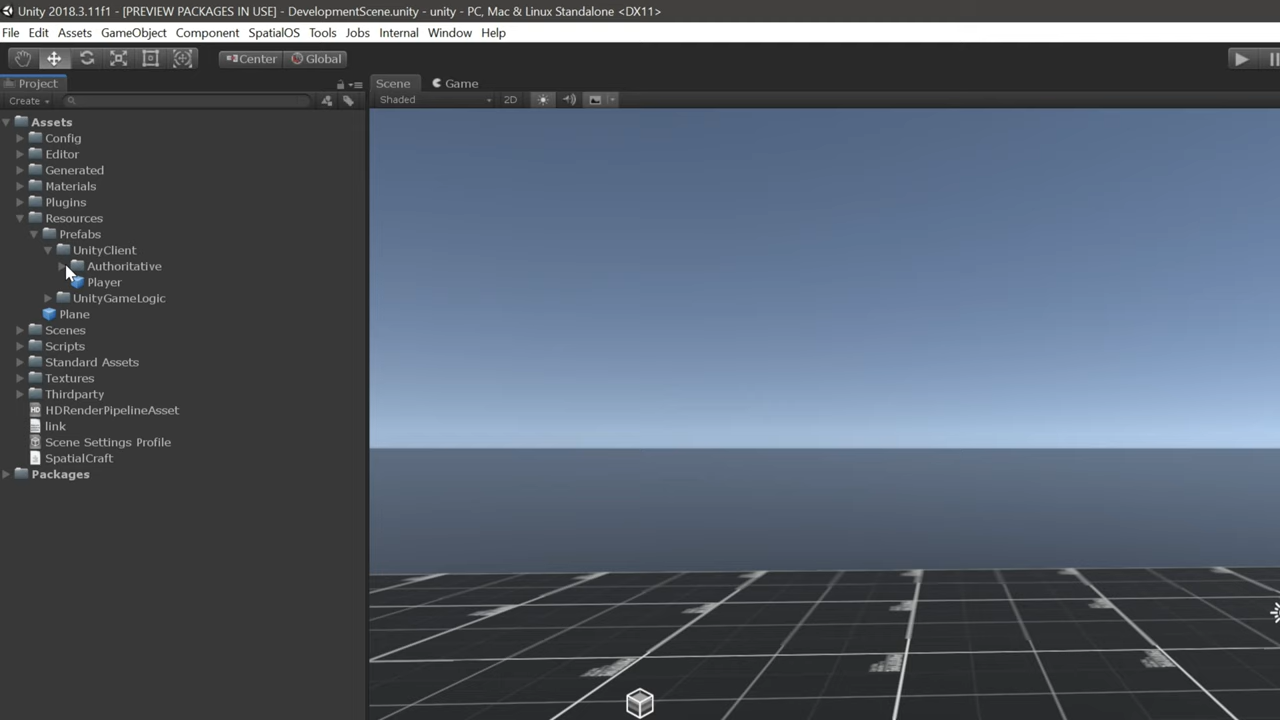 Unity 2018.3.11f1 - [PREVIEW PACKAGES IN USE] - DevelopmentScene.unity - unity - PC, Mac & Linux Standalone <DX11>
File Edit Assets GameObject Component SpatialOS Tools Jobs Internal Window Help
Center Global
Project
Scene Game
Create
Shaded 2D
Assets
Config
Editor
Generated
Materials
Plugins
Resources
Prefabs
UnityClient
Authoritative
Player
UnityGameLogic
Plane
Scenes
Scripts
Standard Assets
Textures
Thirdparty
HDRenderPipelineAsset
link
Scene Settings Profile
SpatialCraft
Packages